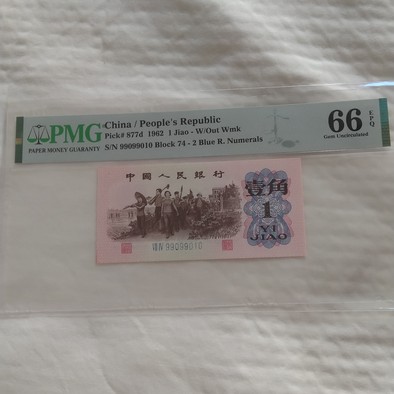 PMG
PAPER MONEY GUARANTY
China / People's Republic
Pick# 877d 1962 1 Jiao - W/Out Wmk
S/N 99099010 Block 74 - 2 Blue R. Numerals
66 EPQ
Gem Uncirculated
中國人民銀行
壹角
1
YI
JIAO
99099010